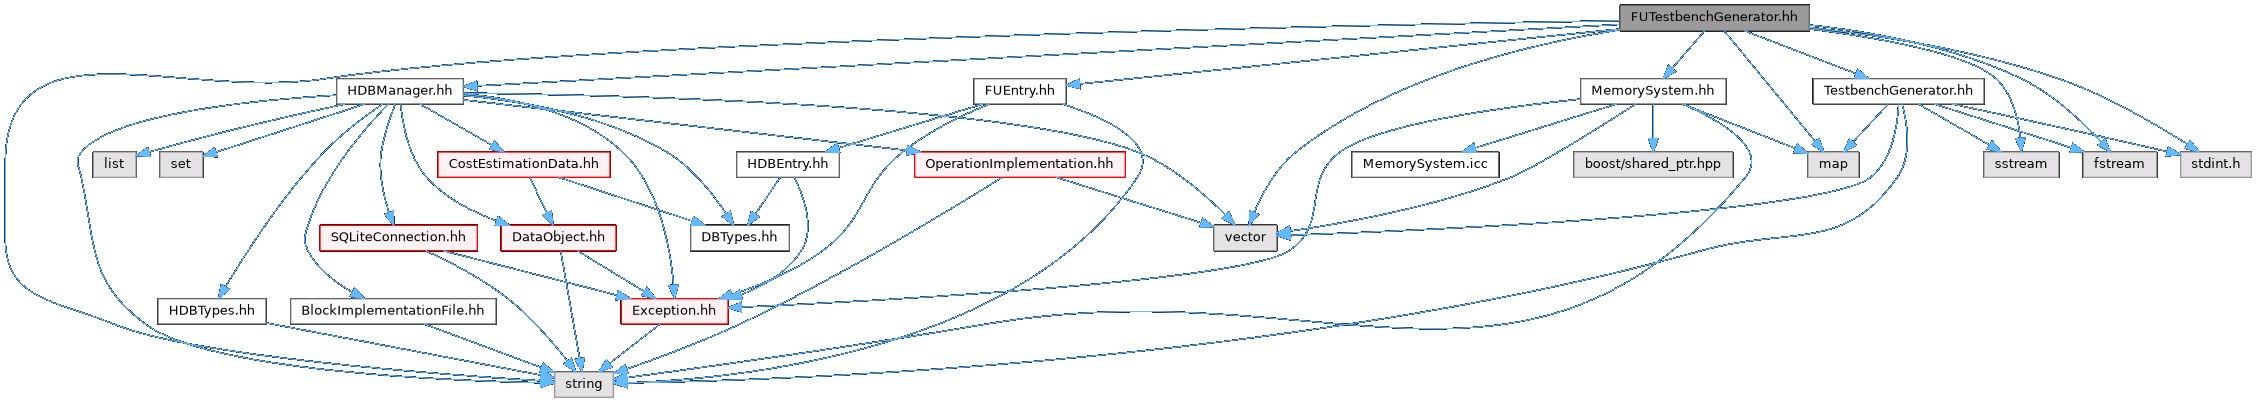 FUTestbenchGenerator.hh
HDBManager.hh
FUEntry.hh
MemorySystem.hh
TestbenchGenerator.hh
list
set
CostEstimationData.hh
HDBEntry.hh
OperationImplementation.hh
MemorySystem.icc
boost/shared_ptr.hpp
map
sstream
fstream
stdint.h
SQLiteConnection.hh
DataObject.hh
DBTypes.hh
vector
HDBTypes.hh
BlockImplementationFile.hh
Exception.hh
string